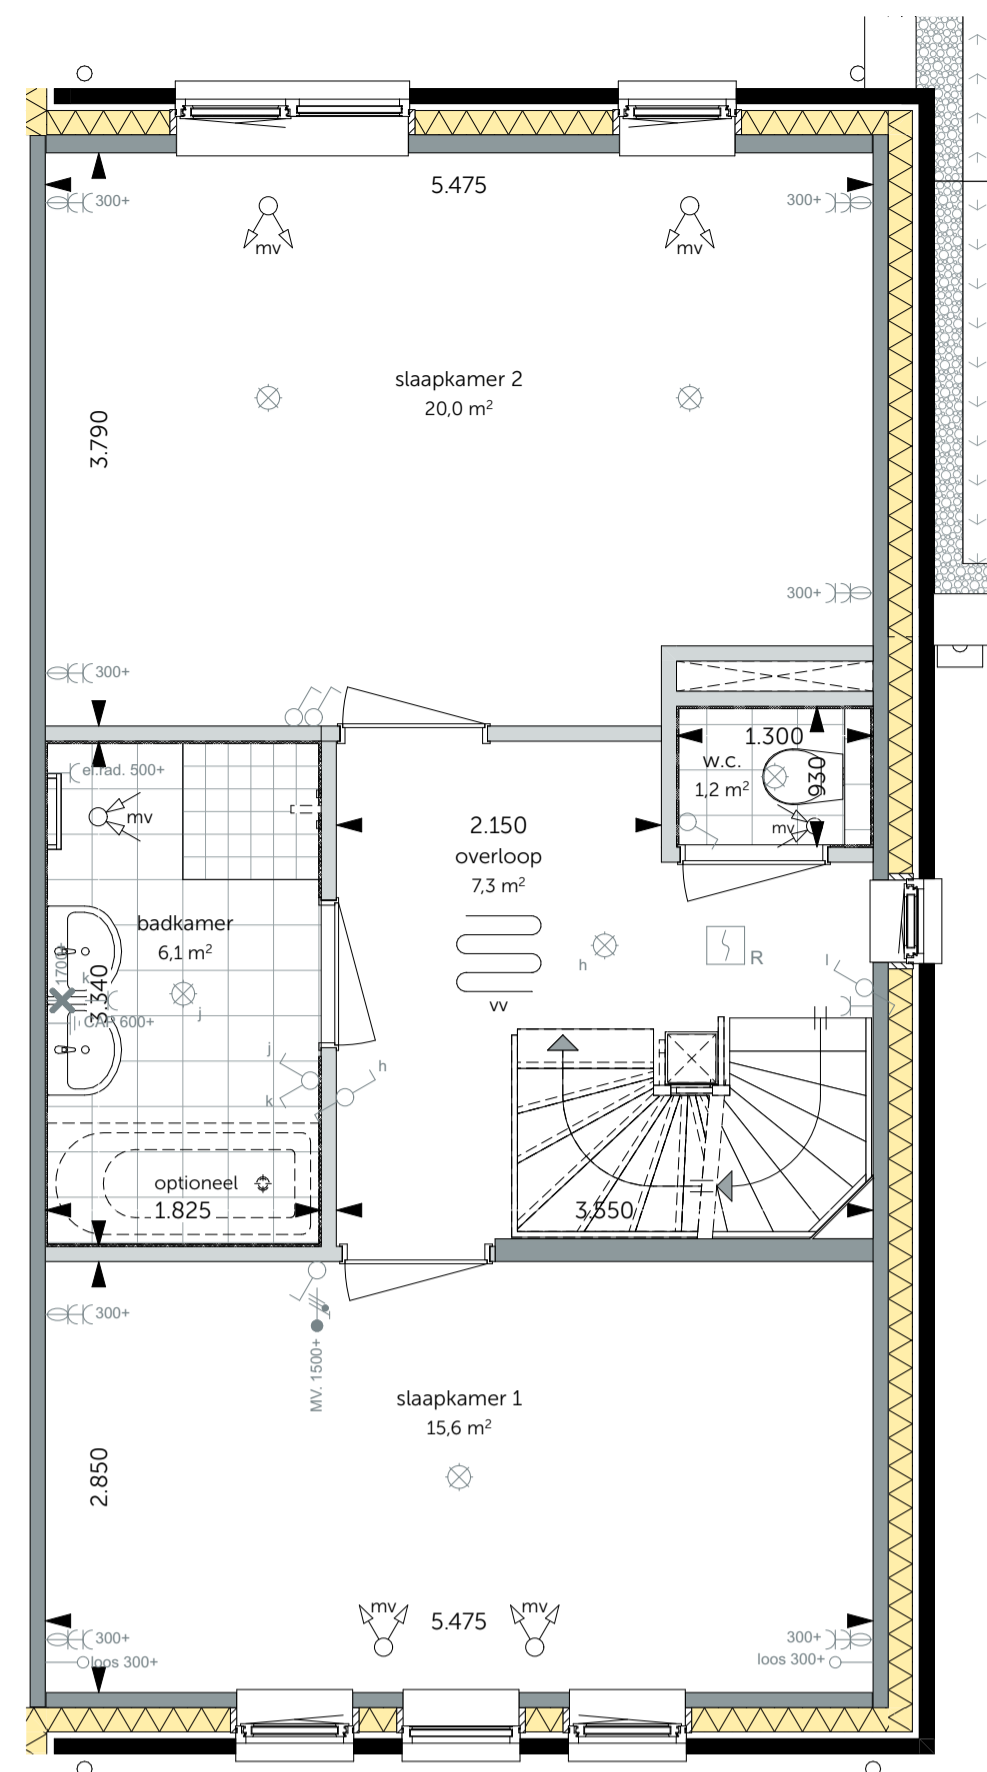 5.475
300+
300+
mv
mv
slaapkamer 2
20,0 m²
3.790
300+
300+
1.300
w.c.
1,2 m²
930
mv
el.rad. 500+
mv
2.150
overloop
7,3 m²
badkamer
6,1 m²
1700+
k
3.340
CAP 600+
j
h
R
l
vv
j
k
h
optioneel
1.825
3.550
300+
MV. 1500+
slaapkamer 1
15,6 m²
2.850
mv
mv
5.475
300+
300+
loos 300+
loos 300+